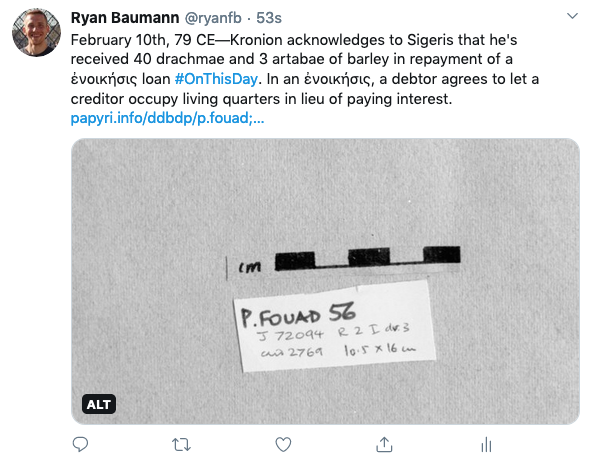 Ryan Baumann @ryanfb · 53s
February 10th, 79 CE—Kronion acknowledges to Sigeris that he's
received 40 drachmae and 3 artabae of barley in repayment of a
ἐνοικήσις loan #OnThisDay. In an ἐνοικήσις, a debtor agrees to let a
creditor occupy living quarters in lieu of paying interest.
papyri.info/ddbdp/p.fouad;...
cm
P. FOUAD 56
J 72094 R 2 I dr. 3
2769 10.5 × 16 cm
ALT